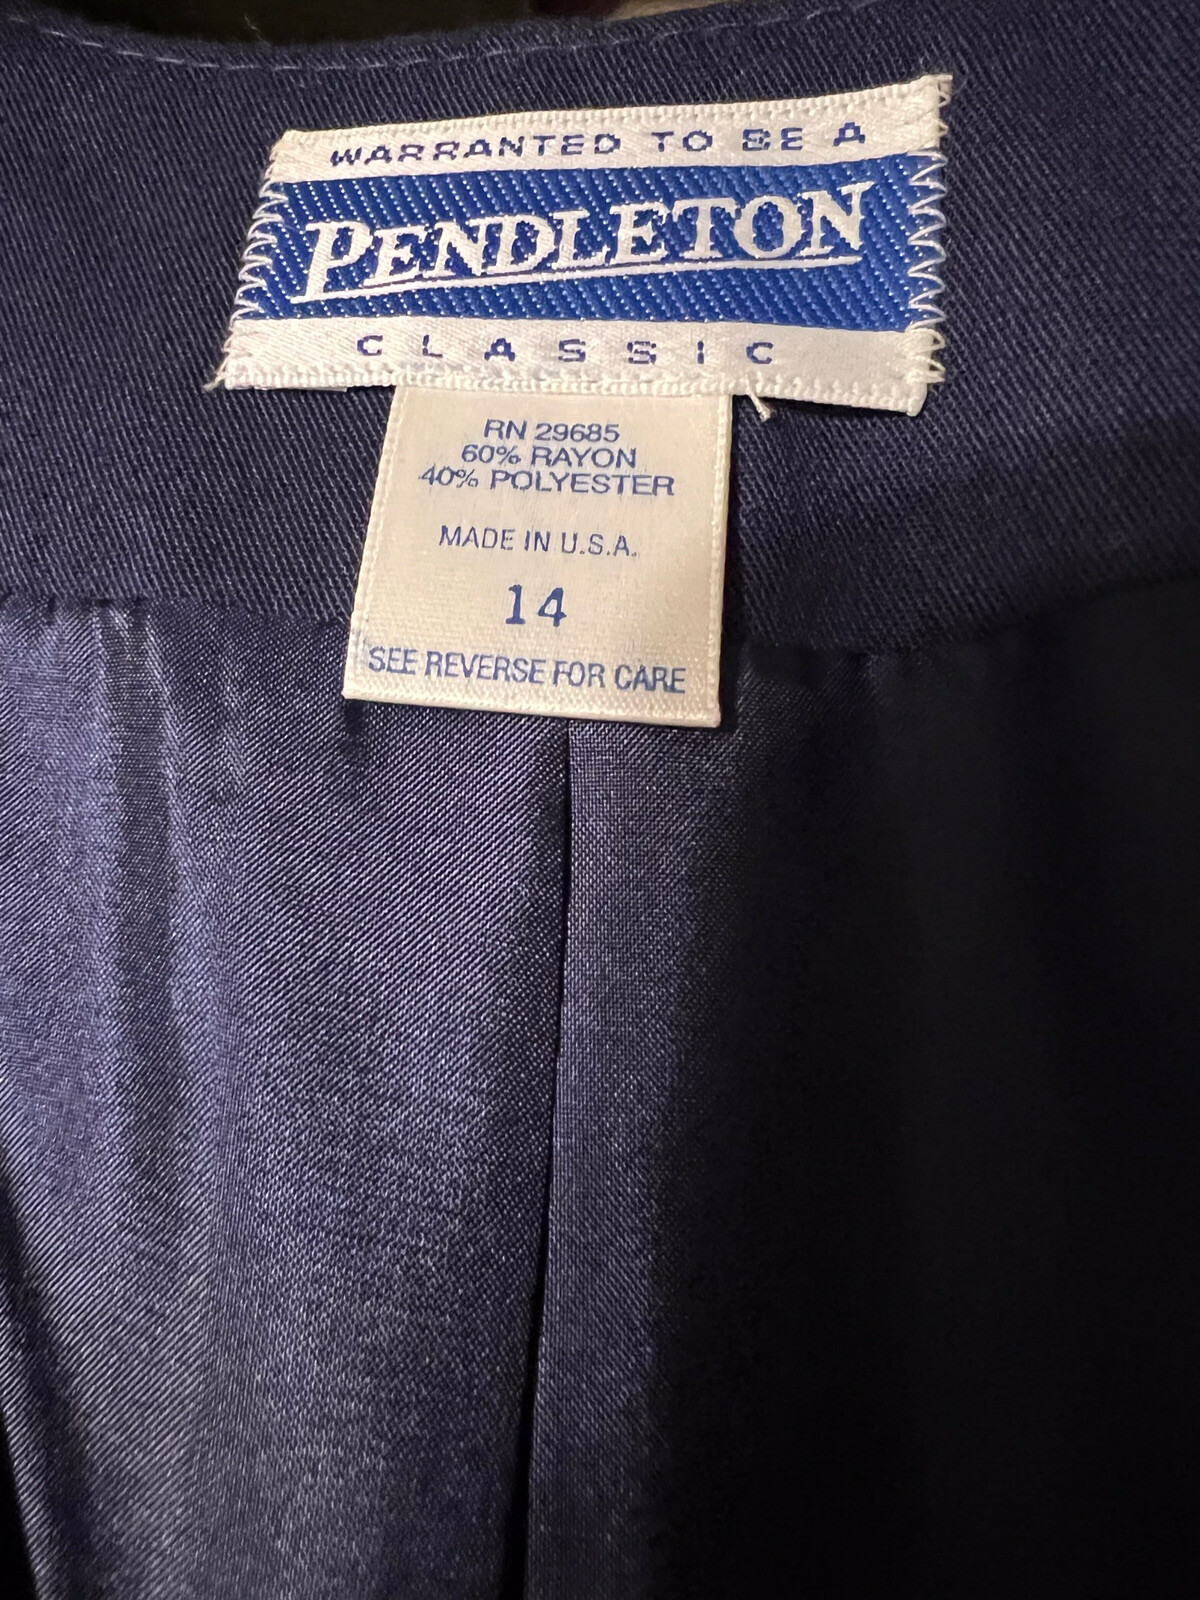 WARRANTED TO BE A
PENDLETON
CLASSIC
RN 29685
60% RAYON
40% POLYESTER
MADE IN U.S.A.
14
SEE REVERSE FOR CARE